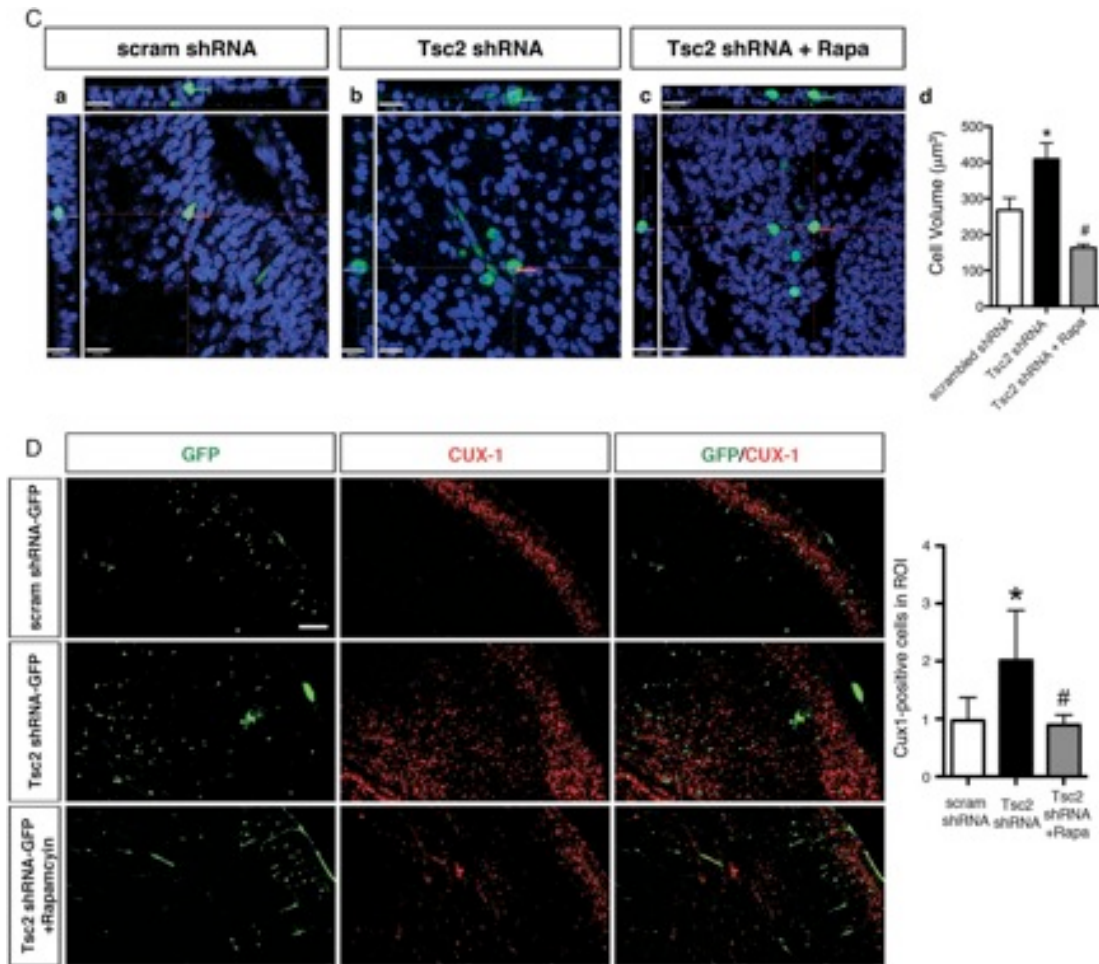 C
scram shRNA
Tsc2 shRNA
Tsc2 shRNA + Rapa
a
b
c
d
Cell Volume (μm³)
500
400
300
200
100
0
*
#
scrambled shRNA
Tsc2 shRNA
Tsc2 shRNA + Rapa
D
GFP
CUX-1
GFP/CUX-1
scram shRNA-GFP
Tsc2 shRNA-GFP
Tsc2 shRNA-GFP
+Rapamcyin
Cux1-positive cells in ROI
4
3
2
1
0
*
#
scram
shRNA
Tsc2
shRNA
Tsc2
shRNA
+Rapa